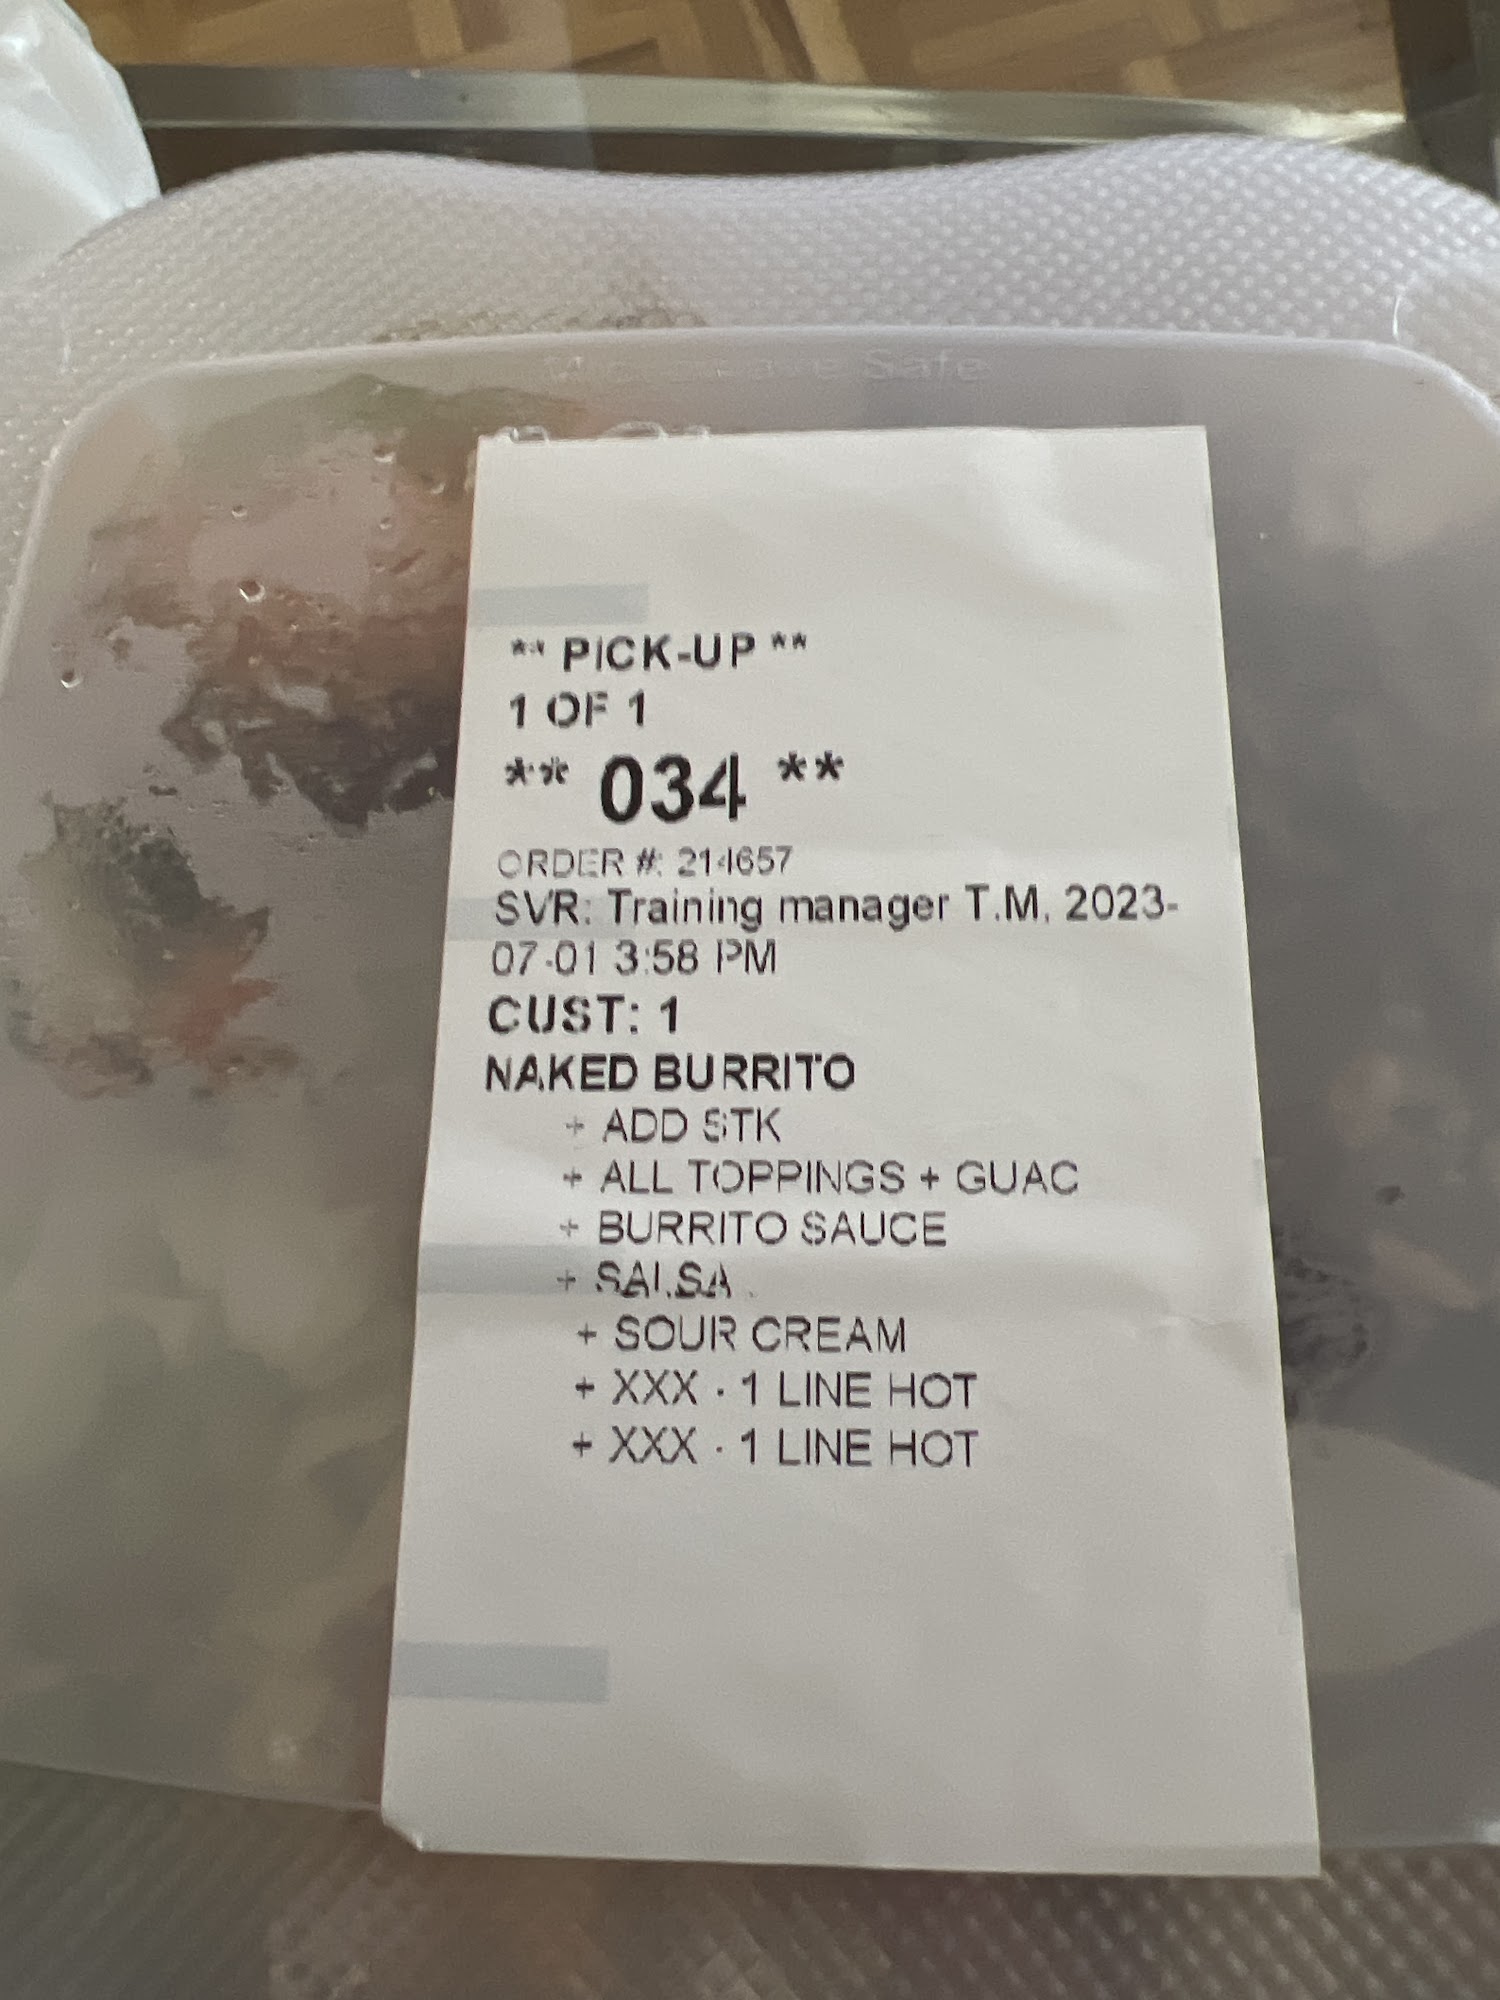 Microwave Safe
** PICK-UP **
1 OF 1
** 034 **
ORDER #: 214657
SVR: Training manager T.M, 2023-
07-01 3:58 PM
CUST: 1
NAKED BURRITO
+ ADD STK
+ ALL TOPPINGS + GUAC
+ BURRITO SAUCE
+ SALSA
+ SOUR CREAM
+ XXX - 1 LINE HOT
+ XXX - 1 LINE HOT